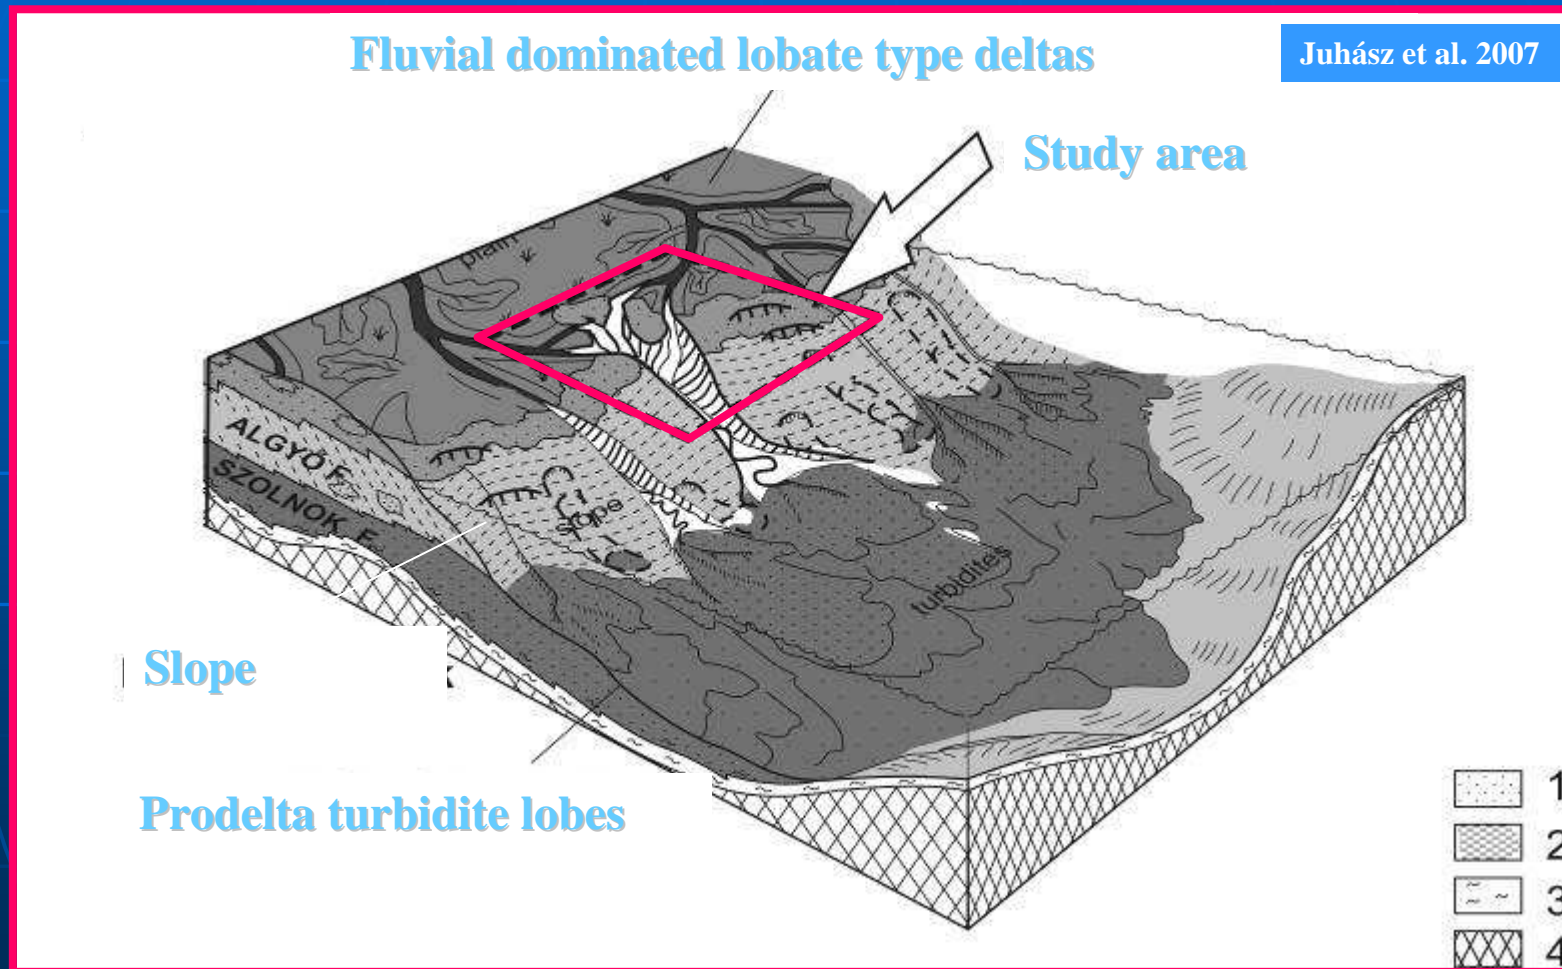 Fluvial dominated lobate type deltas
Juhász et al. 2007
Study area
plain
ALGYŐ F.
SZOLNOK F.
slope
turbidites
Slope
K
Prodelta turbidite lobes
1
2
3
4